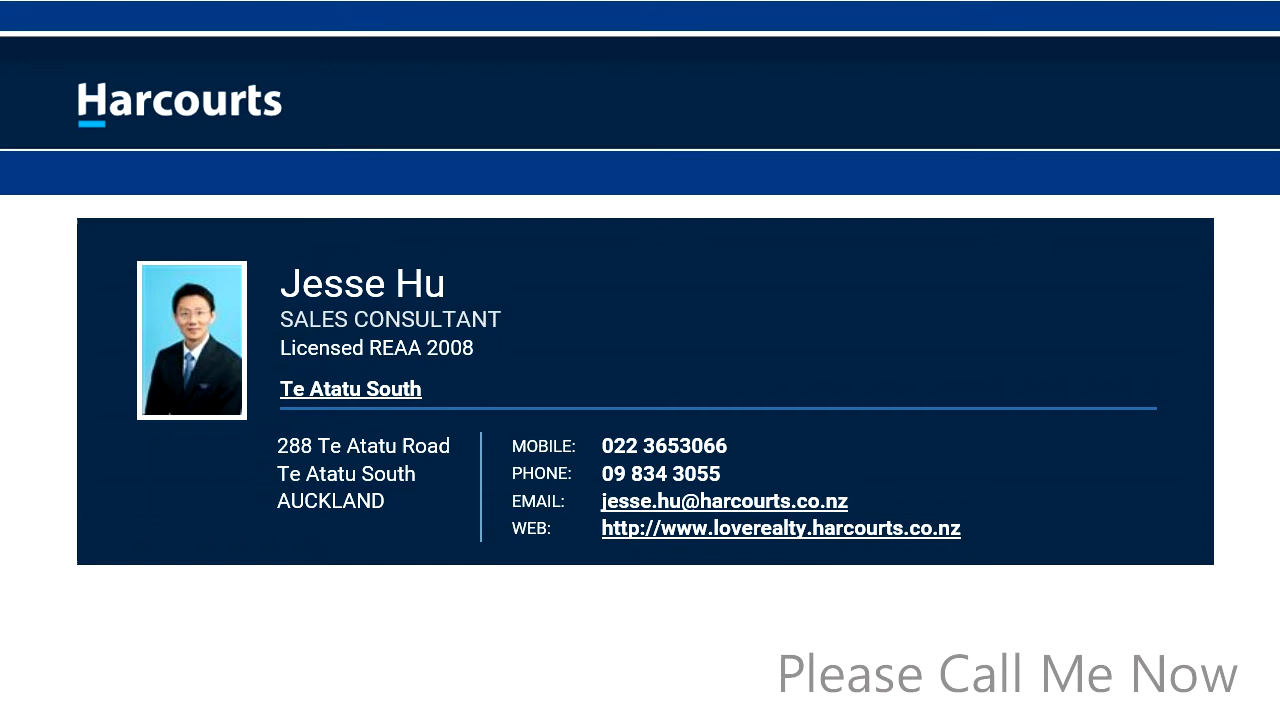 Harcourts
Jesse Hu
SALES CONSULTANT
Licensed REAA 2008
Te Atatu South
288 Te Atatu Road
Te Atatu South
AUCKLAND
MOBILE: 022 3653066
PHONE: 09 834 3055
EMAIL: jesse.hu@harcourts.co.nz
WEB: http://www.loverealty.harcourts.co.nz
Please Call Me Now